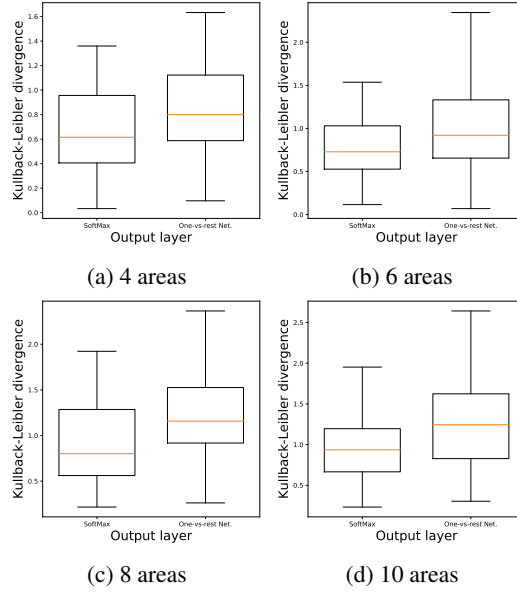 Kullback-Leibler divergence
1.6
1.4
1.2
1.0
0.8
0.6
0.4
0.2
0.0
SoftMax One-vs-rest Net.
Output layer
(a) 4 areas
Kullback-Leibler divergence
2.0
1.5
1.0
0.5
0.0
SoftMax One-vs-rest Net.
Output layer
(b) 6 areas
Kullback-Leibler divergence
2.0
1.5
1.0
0.5
SoftMax One-vs-rest Net.
Output layer
(c) 8 areas
Kullback-Leibler divergence
2.5
2.0
1.5
1.0
0.5
SoftMax One-vs-rest Net.
Output layer
(d) 10 areas